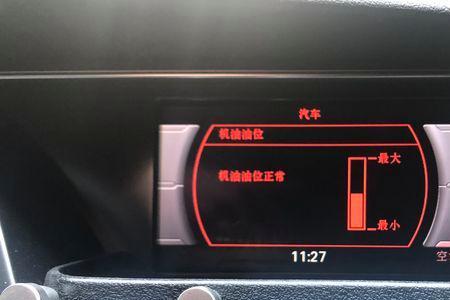 汽车
机油油位
最大
机油油位正常
最小
11:27
空